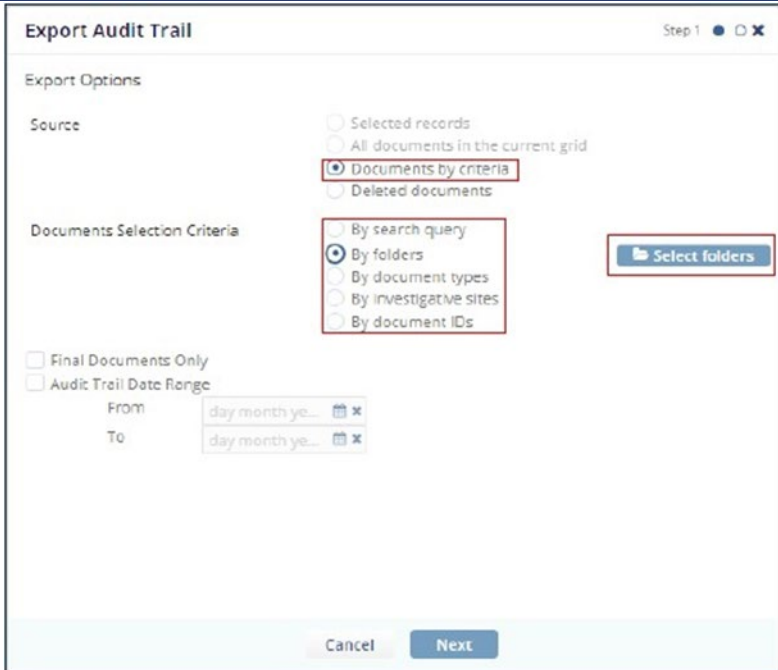 Export Audit Trail
Step 1
Export Options
Source
Selected records
All documents in the current grid
Documents by criteria
Deleted documents
Documents Selection Criteria
By search query
By folders
Select folders
By document types
By investigative sites
By document IDs
Final Documents Only
Audit Trail Date Range
From
day month ye...
To
day month ye...
Cancel
Next